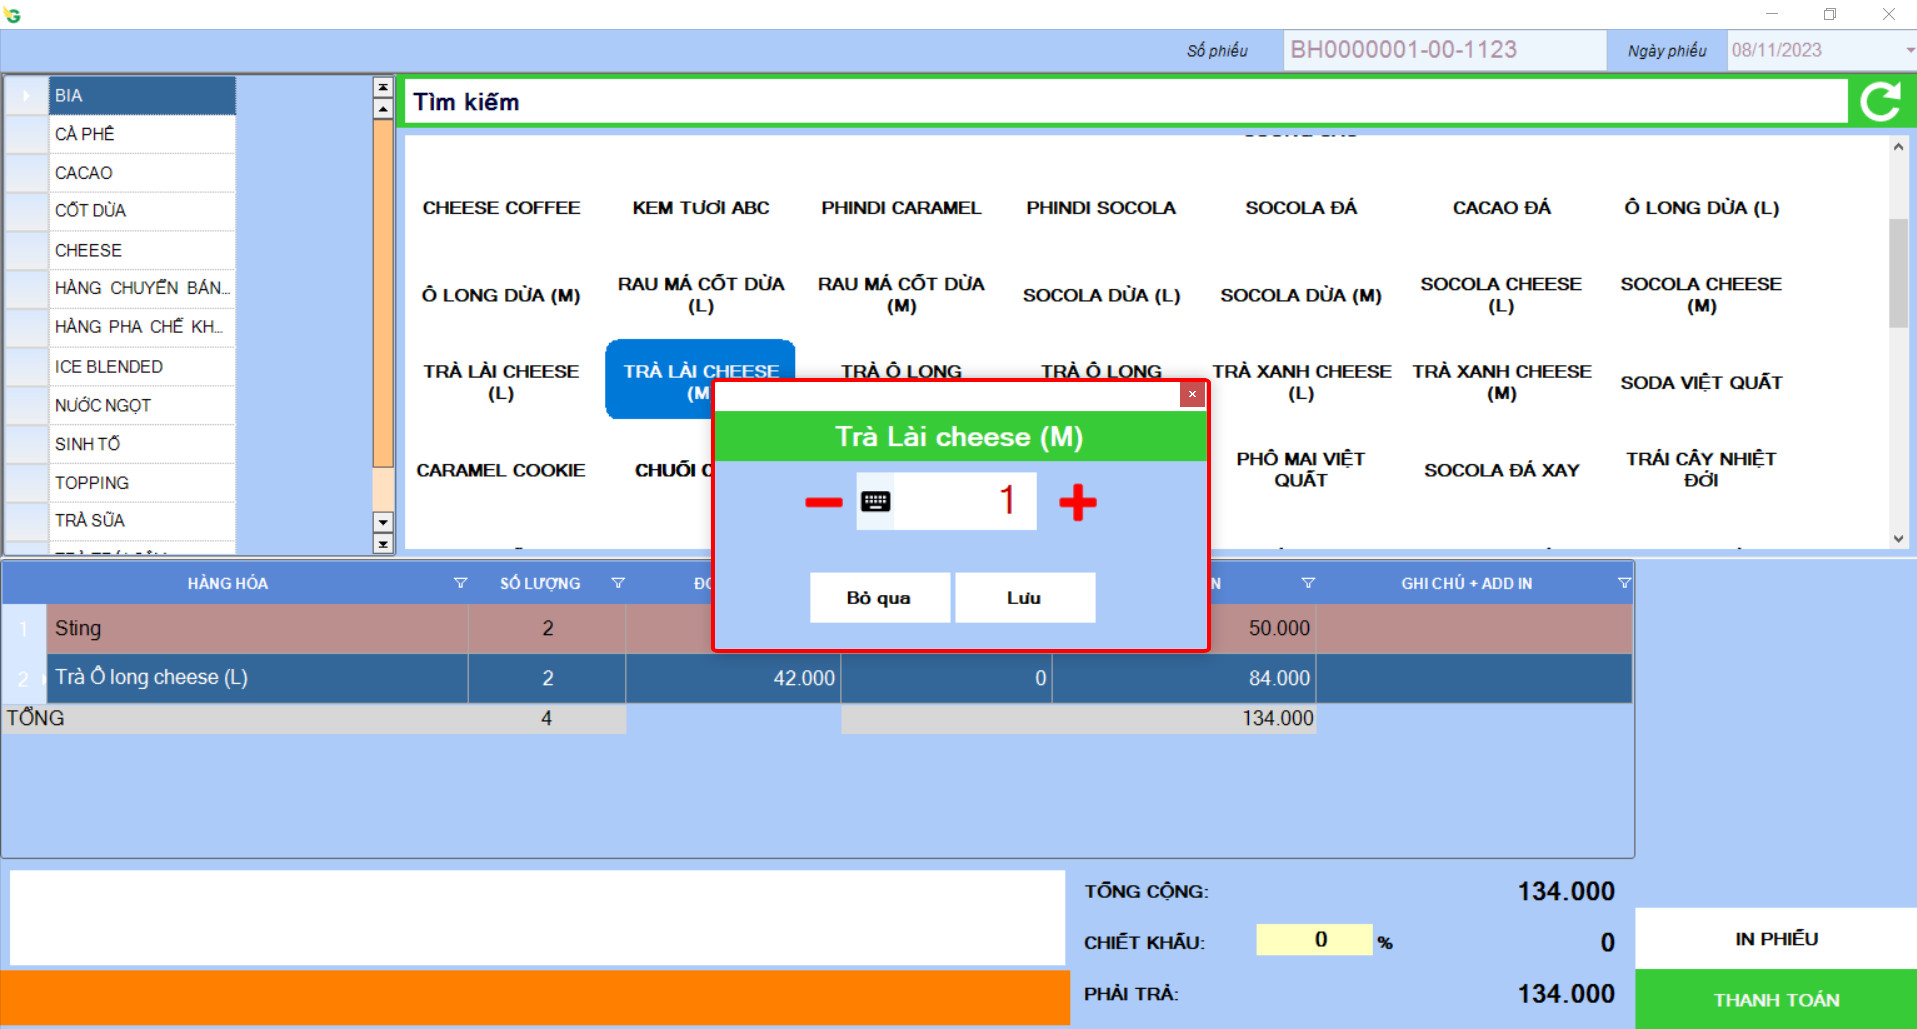 Số phiếu
BH0000001-00-1123
Ngày phiếu
08/11/2023
BIA
CÀ PHÊ
CACAO
CỐT DỪA
CHEESE
HÀNG CHUYỂN BÁN...
HÀNG PHA CHẾ KH...
ICE BLENDED
NƯỚC NGỌT
SINH TỐ
TOPPING
TRÀ SỮA
Tìm kiếm
CHEESE COFFEE
KEM TƯƠI ABC
PHINDI CARAMEL
PHINDI SOCOLA
SOCOLA ĐÁ
CACAO ĐÁ
Ô LONG DỪA (L)
Ô LONG DỪA (M)
RAU MÁ CỐT DỪA
(L)
RAU MÁ CỐT DỪA
(M)
SOCOLA DỪA (L)
SOCOLA DỪA (M)
SOCOLA CHEESE
(L)
SOCOLA CHEESE
(M)
TRÀ LÀI CHEESE
(L)
TRÀ LÀI CHEESE
(M
TRÀ Ô LONG
TRÀ Ô LONG
TRÀ XANH CHEESE
(L)
TRÀ XANH CHEESE
(M)
SODA VIỆT QUẤT
CARAMEL COOKIE
CHUỐI C
PHÔ MAI VIỆT
QUẤT
SOCOLA ĐÁ XAY
TRÁI CÂY NHIỆT
ĐỚI
Trà Lài cheese (M)
1
Bỏ qua
Lưu
HÀNG HÓA
SỐ LƯỢNG
N
GHI CHÚ + ADD IN
1
Sting
2
50.000
2
Trà Ô long cheese (L)
2
42.000
0
84.000
TỔNG
4
134.000
TỔNG CỘNG:
134.000
CHIẾT KHẤU:
0
%
0
PHẢI TRẢ:
134.000
IN PHIẾU
THANH TOÁN